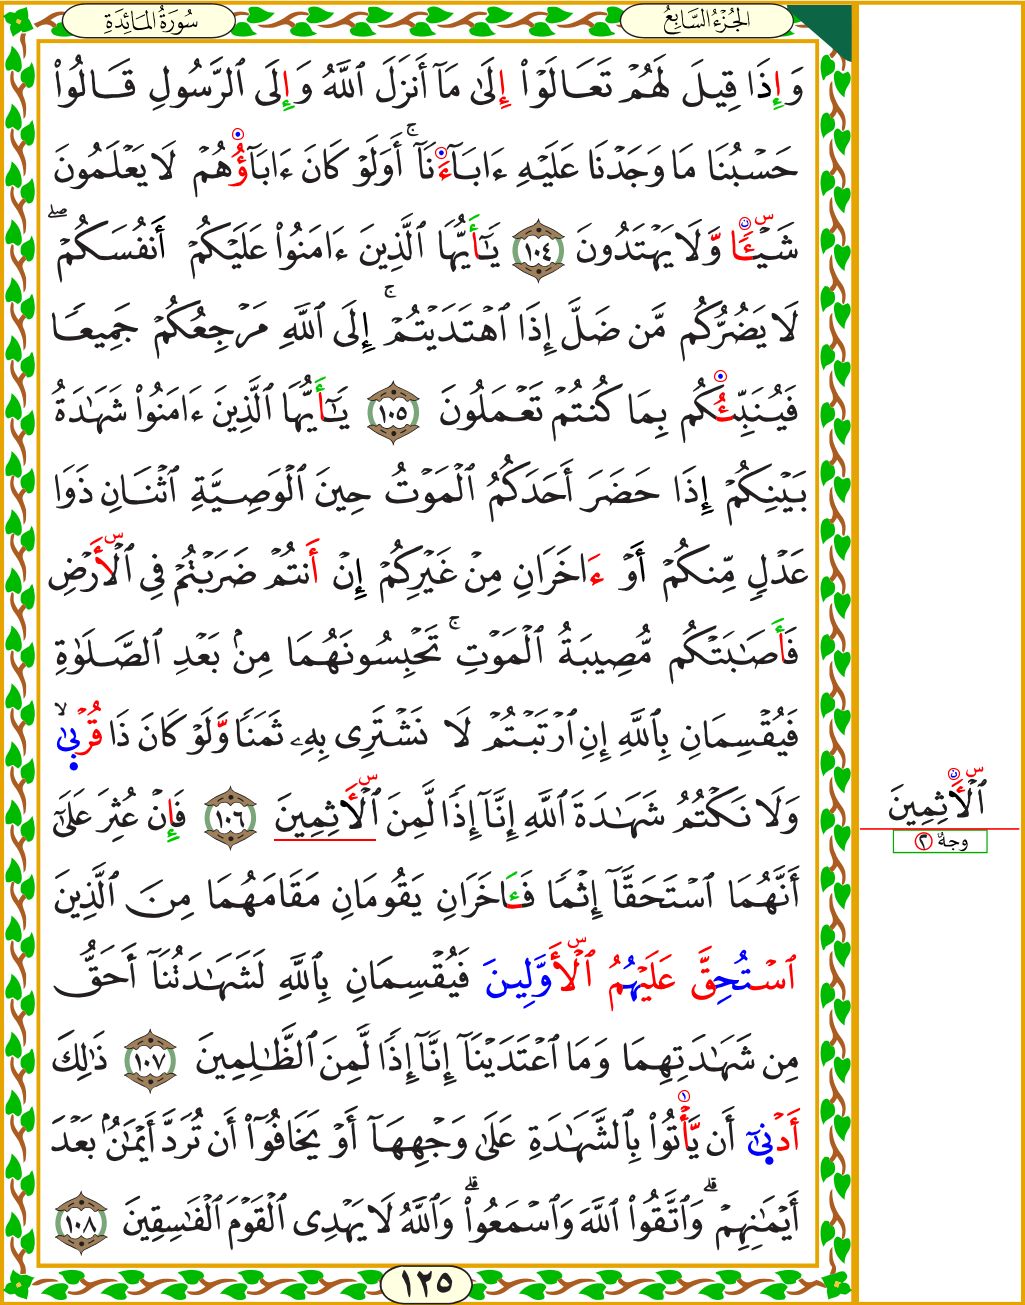 سُورَةُ المَائِدَةِ
الجُزْءُ السَّابِعُ
وَإِذَا قِيلَ لَهُمْ تَعَالَوْاْ إِلَىٰ مَآ أَنزَلَ ٱللَّهُ وَإِلَى ٱلرَّسُولِ قَالُواْ
حَسْبُنَا مَا وَجَدْنَا عَلَيْهِ ءَابَآءَنَآۚ أَوَلَوْ كَانَ ءَابَآؤُهُمْ لَا يَعْلَمُونَ
شَيْـًٔا وَّلَا يَهْتَدُونَ ١٠٤ يَـٰٓأَيُّهَا ٱلَّذِينَ ءَامَنُواْ عَلَيْكُمْ أَنفُسَكُمْۖ
لَا يَضُرُّكُم مَّن ضَلَّ إِذَا ٱهْتَدَيْتُمْۚ إِلَى ٱللَّهِ مَرْجِعُكُمْ جَمِيعًا
فَيُنَبِّئُكُم بِمَا كُنتُمْ تَعْمَلُونَ ١٠٥ يَـٰٓأَيُّهَا ٱلَّذِينَ ءَامَنُواْ شَهَـٰدَةُ
بَيْنِكُمْ إِذَا حَضَرَ أَحَدَكُمُ ٱلْمَوْتُ حِينَ ٱلْوَصِيَّةِ ٱثْنَانِ ذَوَا
عَدْلٍ مِّنكُمْ أَوْ ءَاخَرَانِ مِنْ غَيْرِكُمْ إِنْ أَنتُمْ ضَرَبْتُمْ فِى ٱلْأَرْضِ
فَأَصَـٰبَتْكُم مُّصِيبَةُ ٱلْمَوْتِۚ تَحْبِسُونَهُمَا مِنۢ بَعْدِ ٱلصَّلَوٰةِ
فَيُقْسِمَانِ بِٱللَّهِ إِنِ ٱرْتَبْتُمْ لَا نَشْتَرِى بِهِۦ ثَمَنًا وَّلَوْ كَانَ ذَا قُرْبَىٰۙ
وَلَا نَكْتُمُ شَهَـٰدَةَ ٱللَّهِ إِنَّآ إِذًا لَّمِنَ ٱلْـَٔاثِمِينَ ١٠٦ فَإِنْ عُثِرَ عَلَىٰٓ
ٱلْـَٔاثِمِينَ
وجهٌ ٢
أَنَّهُمَا ٱسْتَحَقَّآ إِثْمًا فَـَٔاخَرَانِ يَقُومَانِ مَقَامَهُمَا مِنَ ٱلَّذِينَ
ٱسْتُحِقَّ عَلَيْهُمُ ٱلْأَوَّلِينَ فَيُقْسِمَانِ بِٱللَّهِ لَشَهَـٰدَتُنَآ أَحَقُّ
مِن شَهَـٰدَتِهِمَا وَمَا ٱعْتَدَيْنَآ إِنَّآ إِذًا لَّمِنَ ٱلظَّـٰلِمِينَ ١٠٧ ذَٰلِكَ
أَدْنَىٰٓ أَن يَّأْتُواْ بِٱلشَّهَـٰدَةِ عَلَىٰ وَجْهِهَآ أَوْ يَخَافُوٓاْ أَن تُرَدَّ أَيْمَـٰنٌۢ بَعْدَ
أَيْمَـٰنِهِمْۗ وَٱتَّقُواْ ٱللَّهَ وَٱسْمَعُواْۗ وَٱللَّهُ لَا يَهْدِى ٱلْقَوْمَ ٱلْفَـٰسِقِينَ ١٠٨
١٢٥